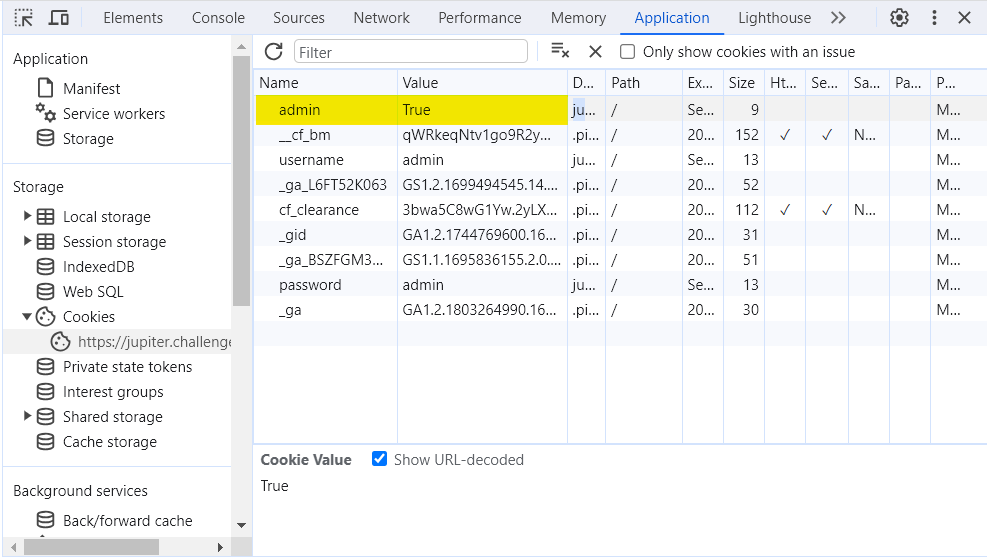 Elements Console Sources Network Performance Memory Application Lighthouse
Application
Manifest
Service workers
Storage
Storage
Local storage
Session storage
IndexedDB
Web SQL
Cookies
https://jupiter.challenge
Private state tokens
Interest groups
Shared storage
Cache storage
Background services
Back/forward cache
Filter Only show cookies with an issue
Name Value D... Path Ex... Size Ht... Se... Sa... Pa... P...
admin True ju... / Se... 9 M...
__cf_bm qWRkeqNtv1go9R2y... .pi... / 20... 152 ✓ ✓ N... M...
username admin ju... / Se... 13 M...
_ga_L6FT52K063 GS1.2.1699494545.14.... .pi... / 20... 52 M...
cf_clearance 3bwa5C8wG1Yw.2yLX... .pi... / 20... 112 ✓ ✓ N... M...
_gid GA1.2.1744769600.16... .pi... / 20... 31 M...
_ga_BSZFGM3... GS1.1.1695836155.2.0.... .pi... / 20... 51 M...
password admin ju... / Se... 13 M...
_ga GA1.2.1803264990.16... .pi... / 20... 30 M...
Cookie Value Show URL-decoded
True